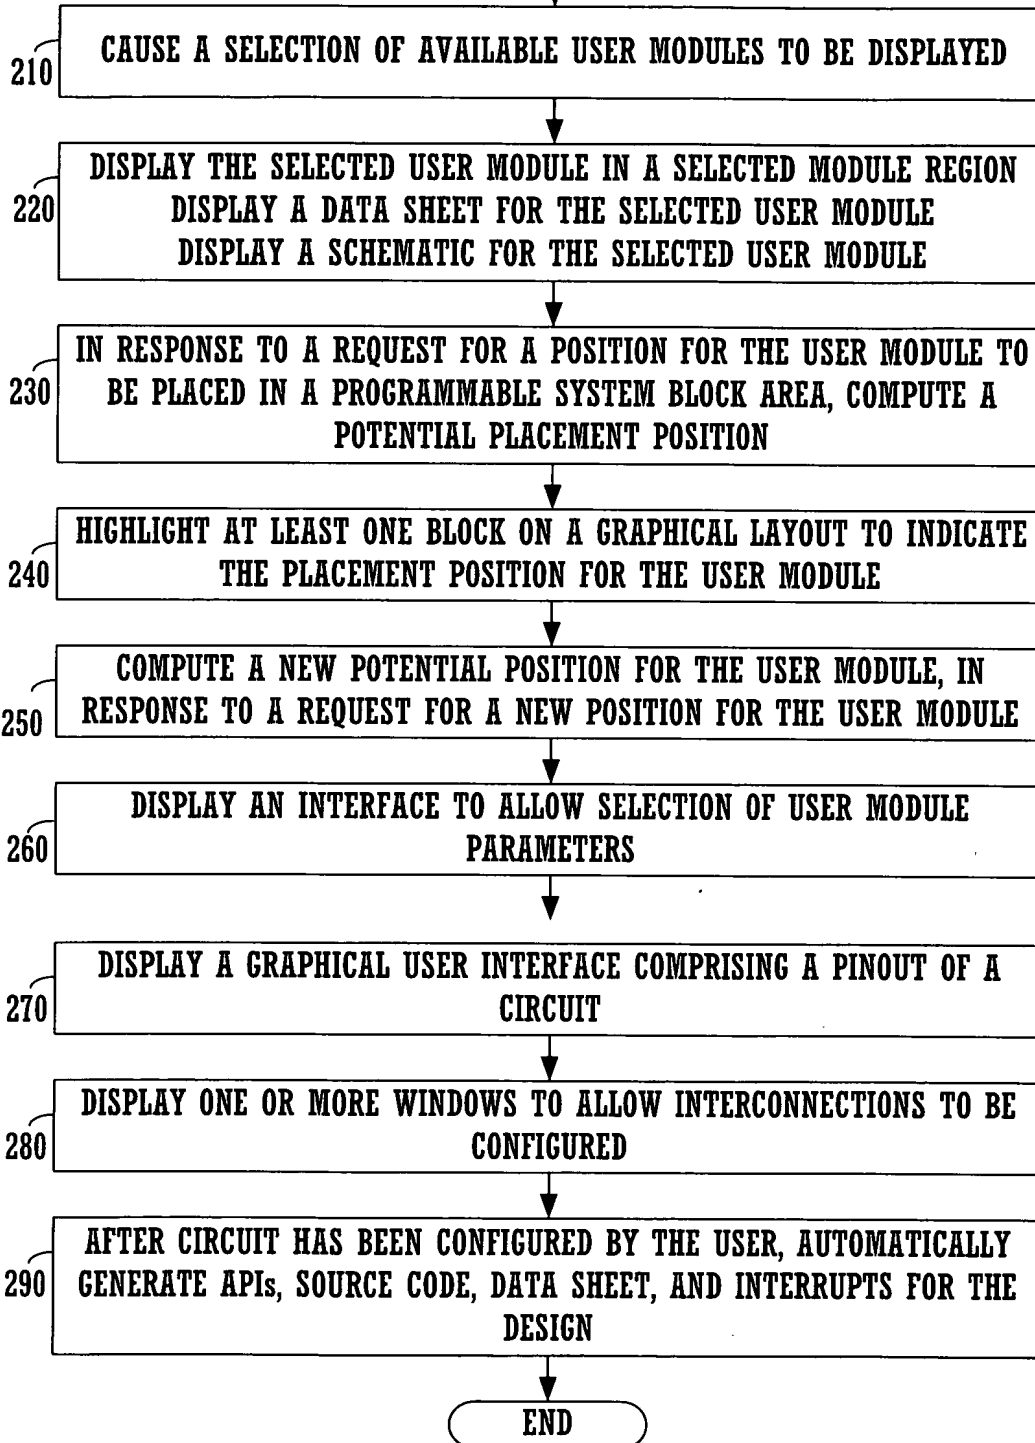 CAUSE A SELECTION OF AVAILABLE USER MODULES TO BE DISPLAYED
210
DISPLAY THE SELECTED USER MODULE IN A SELECTED MODULE REGION
DISPLAY A DATA SHEET FOR THE SELECTED USER MODULE
DISPLAY A SCHEMATIC FOR THE SELECTED USER MODULE
220
IN RESPONSE TO A REQUEST FOR A POSITION FOR THE USER MODULE TO
BE PLACED IN A PROGRAMMABLE SYSTEM BLOCK AREA, COMPUTE A
POTENTIAL PLACEMENT POSITION
230
HIGHLIGHT AT LEAST ONE BLOCK ON A GRAPHICAL LAYOUT TO INDICATE
THE PLACEMENT POSITION FOR THE USER MODULE
240
COMPUTE A NEW POTENTIAL POSITION FOR THE USER MODULE, IN
RESPONSE TO A REQUEST FOR A NEW POSITION FOR THE USER MODULE
250
DISPLAY AN INTERFACE TO ALLOW SELECTION OF USER MODULE
PARAMETERS
260
DISPLAY A GRAPHICAL USER INTERFACE COMPRISING A PINOUT OF A
CIRCUIT
270
DISPLAY ONE OR MORE WINDOWS TO ALLOW INTERCONNECTIONS TO BE
CONFIGURED
280
AFTER CIRCUIT HAS BEEN CONFIGURED BY THE USER, AUTOMATICALLY
GENERATE APIs, SOURCE CODE, DATA SHEET, AND INTERRUPTS FOR THE
DESIGN
290
END